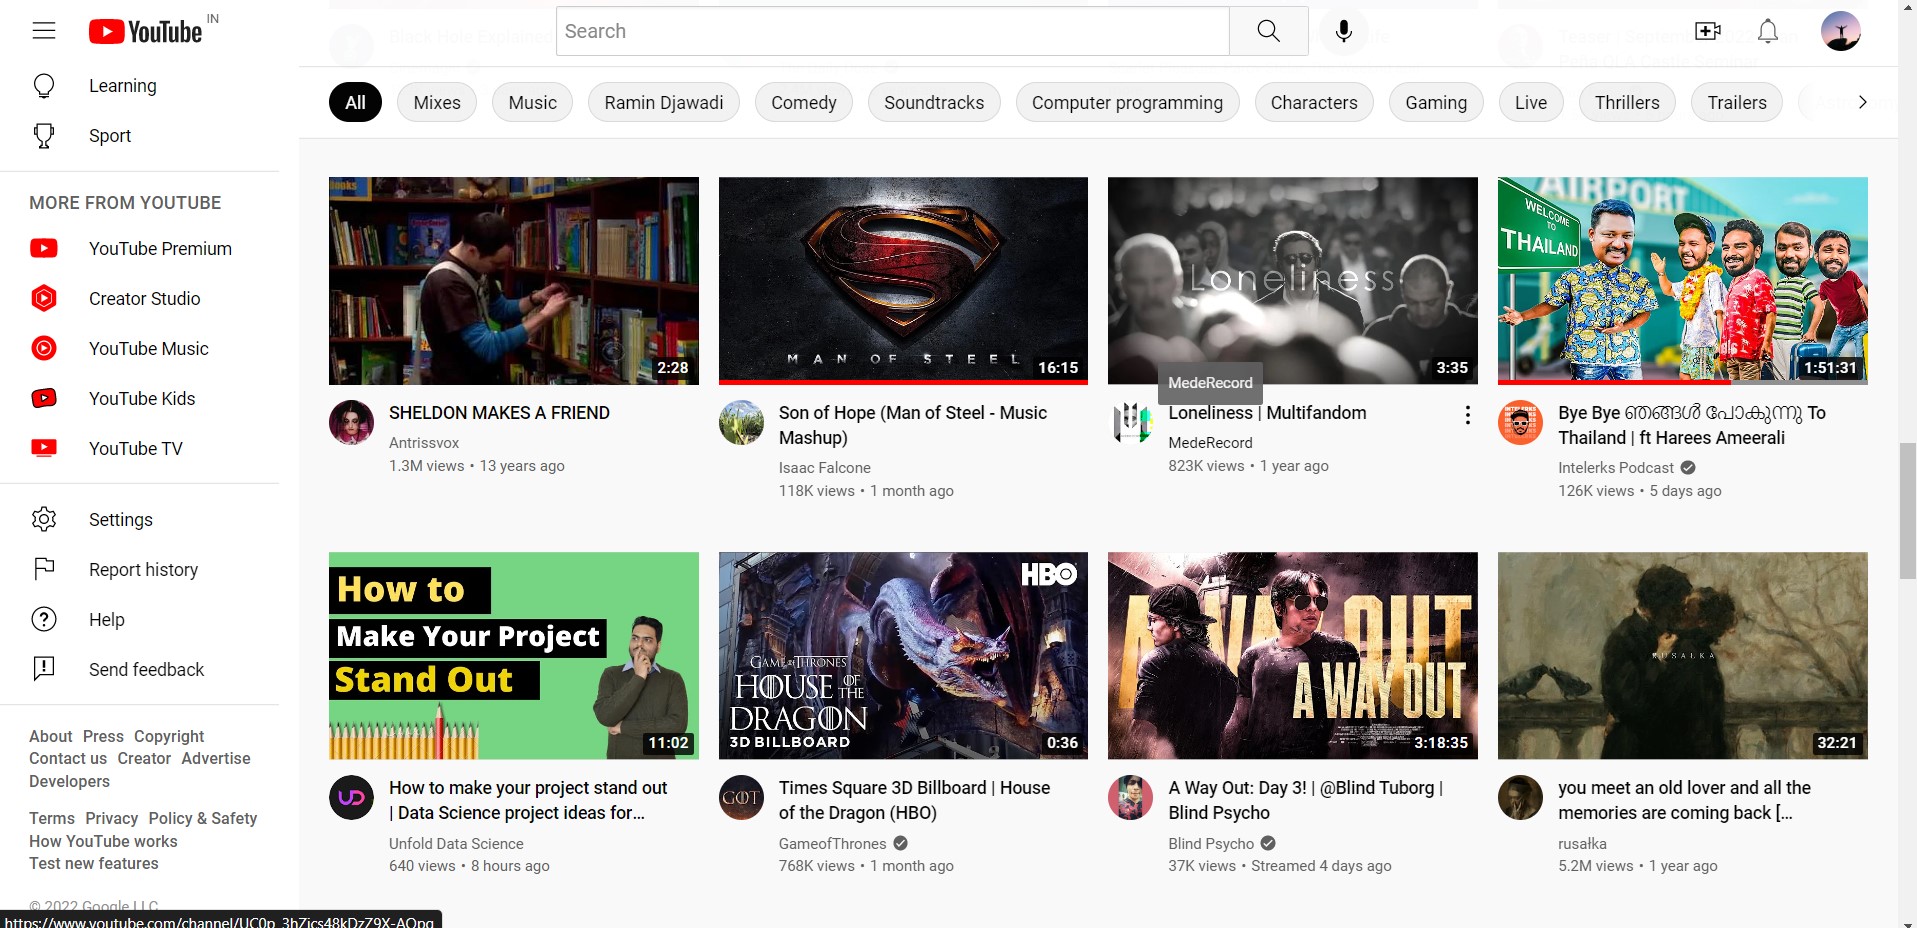 YouTube IN
Search
Learning
Sport
MORE FROM YOUTUBE
YouTube Premium
Creator Studio
YouTube Music
YouTube Kids
YouTube TV
Settings
Report history
Help
Send feedback
About Press Copyright
Contact us Creator Advertise
Developers
Terms Privacy Policy & Safety
How YouTube works
Test new features
© 2022 Google LLC
All Mixes Music Ramin Djawadi Comedy Soundtracks Computer programming Characters Gaming Live Thrillers Trailers
2:28
SHELDON MAKES A FRIEND
Antrissvox
1.3M views • 13 years ago
MAN OF STEEL
16:15
Son of Hope (Man of Steel - Music
Mashup)
Isaac Falcone
118K views • 1 month ago
Loneliness
3:35
MedeRecord
Loneliness | Multifandom
MedeRecord
823K views • 1 year ago
AIRPORT
WELCOME
TO
THAILAND
1:51:31
INTELERKS
Bye Bye ഞങ്ങൾ പോകുന്നു To
Thailand | ft Harees Ameerali
Intelerks Podcast
126K views • 5 days ago
How to
Make Your Project
Stand Out
11:02
UD
How to make your project stand out
| Data Science project ideas for...
Unfold Data Science
640 views • 8 hours ago
HBO
GAME OF THRONES
HOUSE OF THE
DRAGON
3D BILLBOARD
0:36
GOT
Times Square 3D Billboard | House
of the Dragon (HBO)
GameofThrones
768K views • 1 month ago
A WAY OUT
A WAY OUT
3:18:35
A Way Out: Day 3! | @Blind Tuborg |
Blind Psycho
Blind Psycho
37K views • Streamed 4 days ago
RUSAŁKA
32:21
you meet an old lover and all the
memories are coming back [...
rusałka
5.2M views • 1 year ago